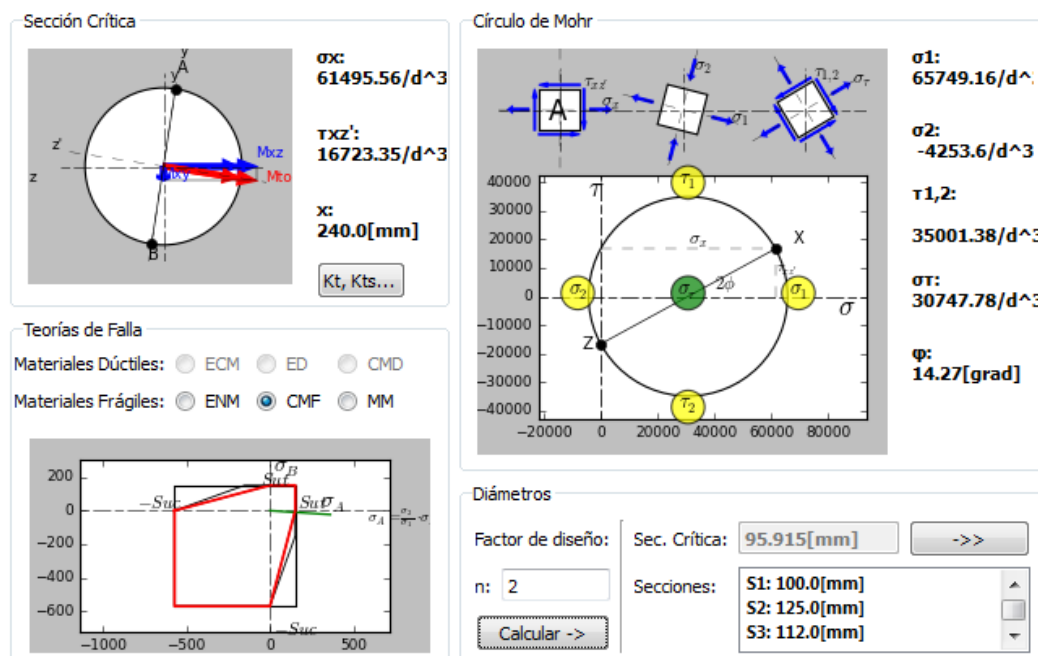 Sección Crítica
y
A
y
z'
z
Mxz
Mxy
Mto
B
σx:
61495.56/d^3
τxz':
16723.35/d^3
x:
240.0[mm]
Kt, Kts...
Teorías de Falla
Materiales Dúctiles: ECM ED CMD
Materiales Frágiles: ENM CMF MM
200
0
−200
−400
−600
−1000 −500 0 500
σ_B
Sut
−Suc
Sut
σ_A
−Suc
Círculo de Mohr
τxz'
σx
A
σ2
σ1
τ1,2
στ
40000
30000
20000
10000
0
−10000
−20000
−30000
−40000
−20000 0 20000 40000 60000 80000
τ
τ1
X
σx
τxz'
2ϕ
σ2
σ1
σ
Z
τ2
σ1:
65749.16/d^3
σ2:
-4253.6/d^3
τ1,2:
35001.38/d^3
στ:
30747.78/d^3
φ:
14.27[grad]
Diámetros
Factor de diseño:
n: 2
Calcular ->
Sec. Crítica: 95.915[mm] ->>
Secciones:
S1: 100.0[mm]
S2: 125.0[mm]
S3: 112.0[mm]